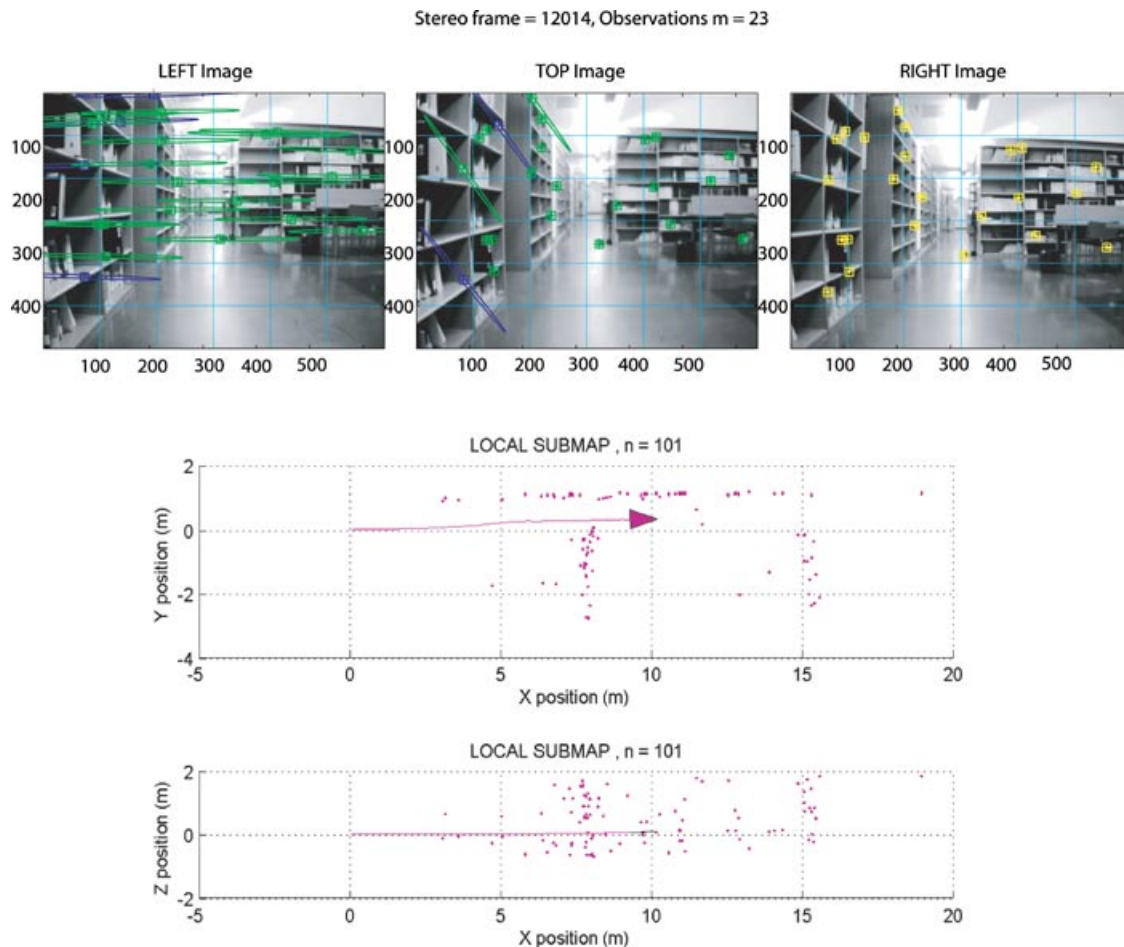 Stereo frame = 12014, Observations m = 23
LEFT Image
TOP Image
RIGHT Image
100
200
300
400
100 200 300 400 500
100
200
300
400
100 200 300 400 500
100
200
300
400
100 200 300 400 500
LOCAL SUBMAP , n = 101
Y position (m)
2
0
-2
-4
-5 0 5 10 15 20
X position (m)
LOCAL SUBMAP , n = 101
Z position (m)
2
0
-2
-5 0 5 10 15 20
X position (m)